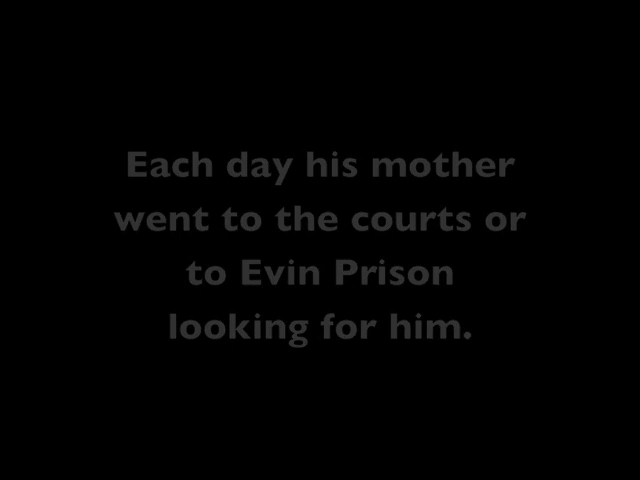 Each day his mother
went to the courts or
to Evin Prison
looking for him.